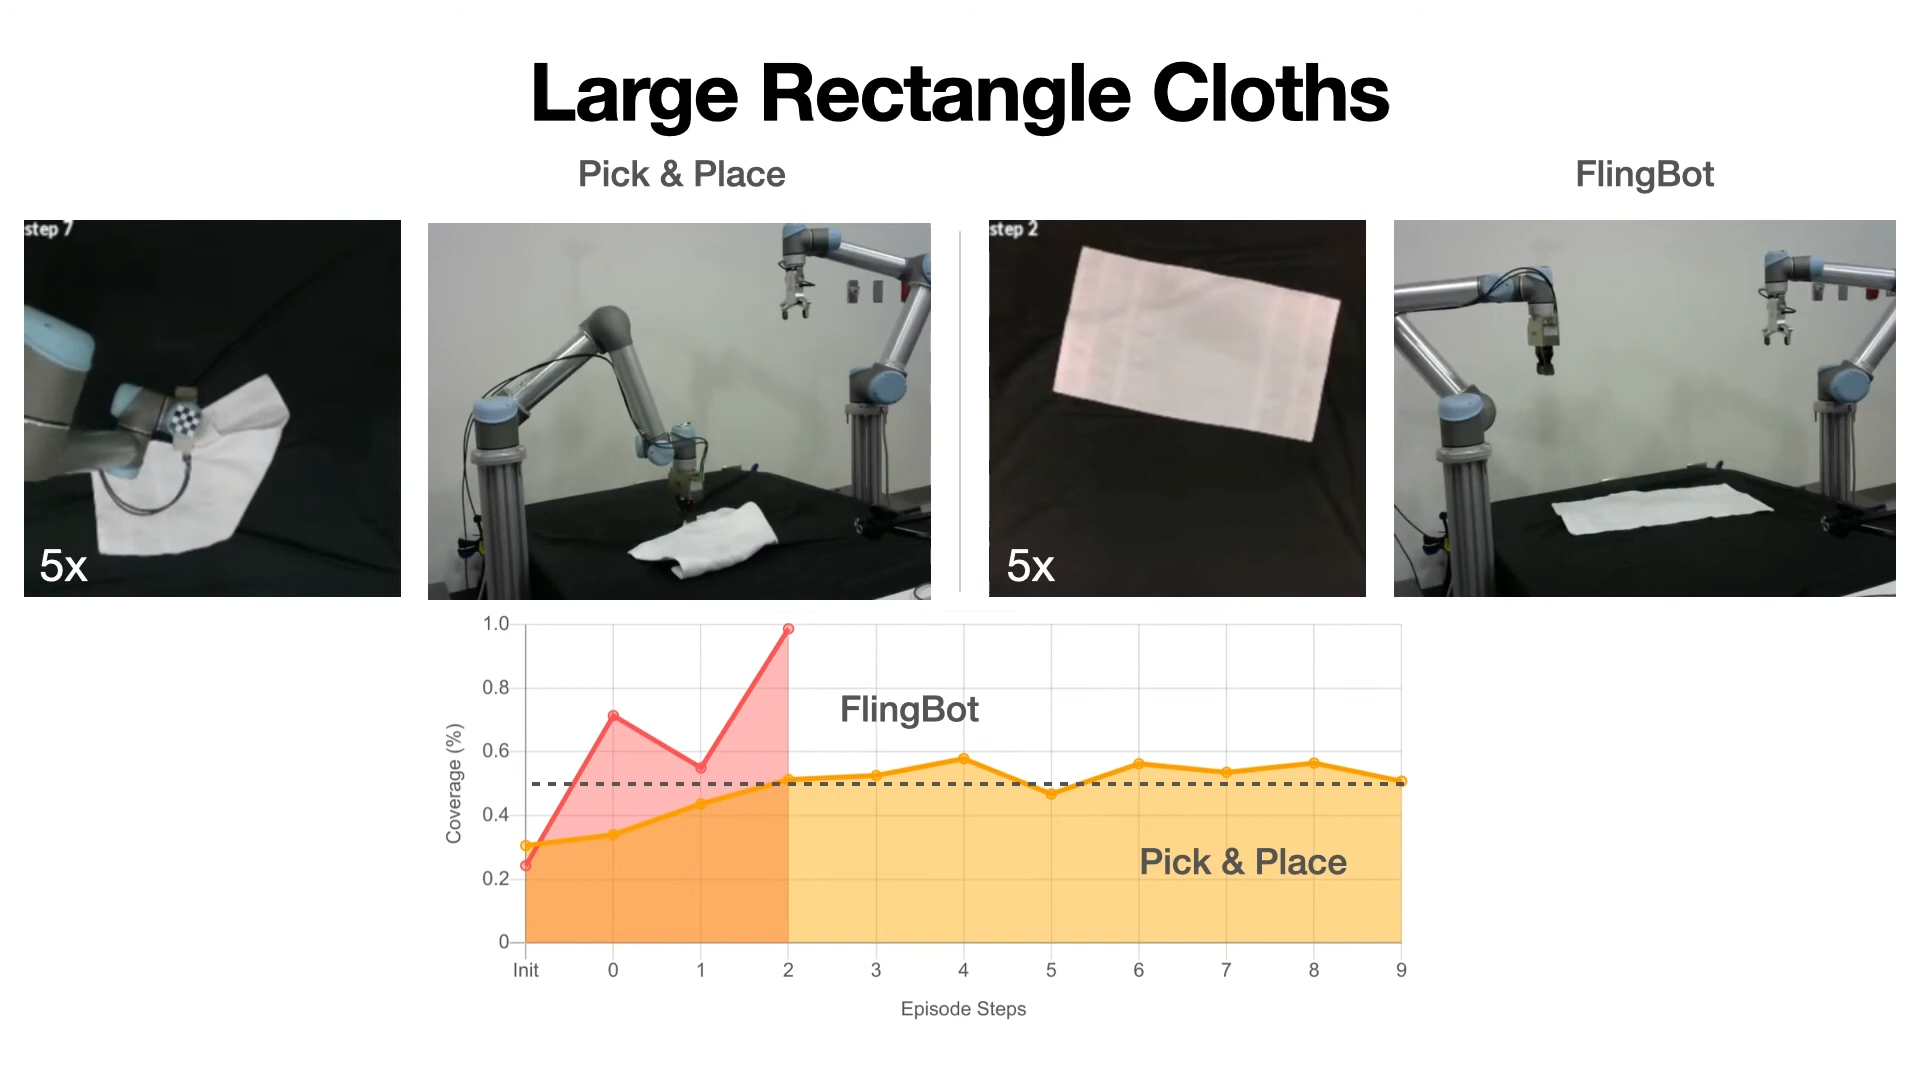 Large Rectangle Cloths
Pick & Place
FlingBot
step 7
5x
step 2
5x
1.0
0.8
0.6
0.4
0.2
0
Coverage (%)
FlingBot
Pick & Place
Init 0 1 2 3 4 5 6 7 8 9
Episode Steps